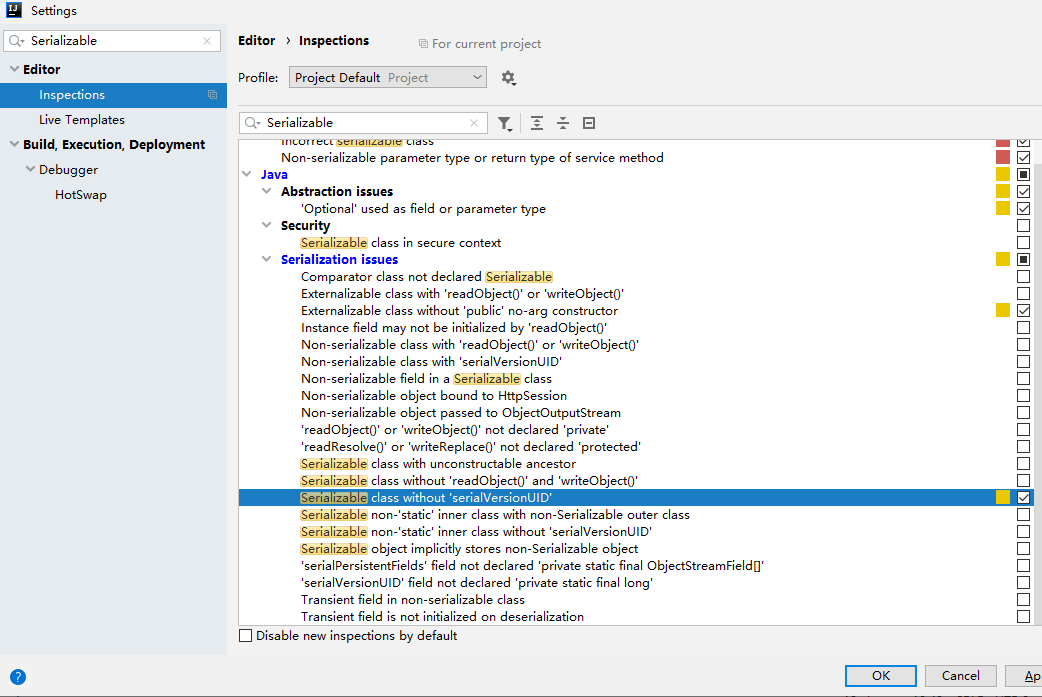 IJ Settings
Serializable
Editor
Inspections
Live Templates
Build, Execution, Deployment
Debugger
HotSwap
Editor › Inspections For current project
Profile: Project Default Project
Serializable
Incorrect serializable class
Non-serializable parameter type or return type of service method
Java
Abstraction issues
'Optional' used as field or parameter type
Security
Serializable class in secure context
Serialization issues
Comparator class not declared Serializable
Externalizable class with 'readObject()' or 'writeObject()'
Externalizable class without 'public' no-arg constructor
Instance field may not be initialized by 'readObject()'
Non-serializable class with 'readObject()' or 'writeObject()'
Non-serializable class with 'serialVersionUID'
Non-serializable field in a Serializable class
Non-serializable object bound to HttpSession
Non-serializable object passed to ObjectOutputStream
'readObject()' or 'writeObject()' not declared 'private'
'readResolve()' or 'writeReplace()' not declared 'protected'
Serializable class with unconstructable ancestor
Serializable class without 'readObject()' and 'writeObject()'
Serializable class without 'serialVersionUID'
Serializable non-'static' inner class with non-Serializable outer class
Serializable non-'static' inner class without 'serialVersionUID'
Serializable object implicitly stores non-Serializable object
'serialPersistentFields' field not declared 'private static final ObjectStreamField[]'
'serialVersionUID' field not declared 'private static final long'
Transient field in non-serializable class
Transient field is not initialized on deserialization
Disable new inspections by default
? OK Cancel Ap